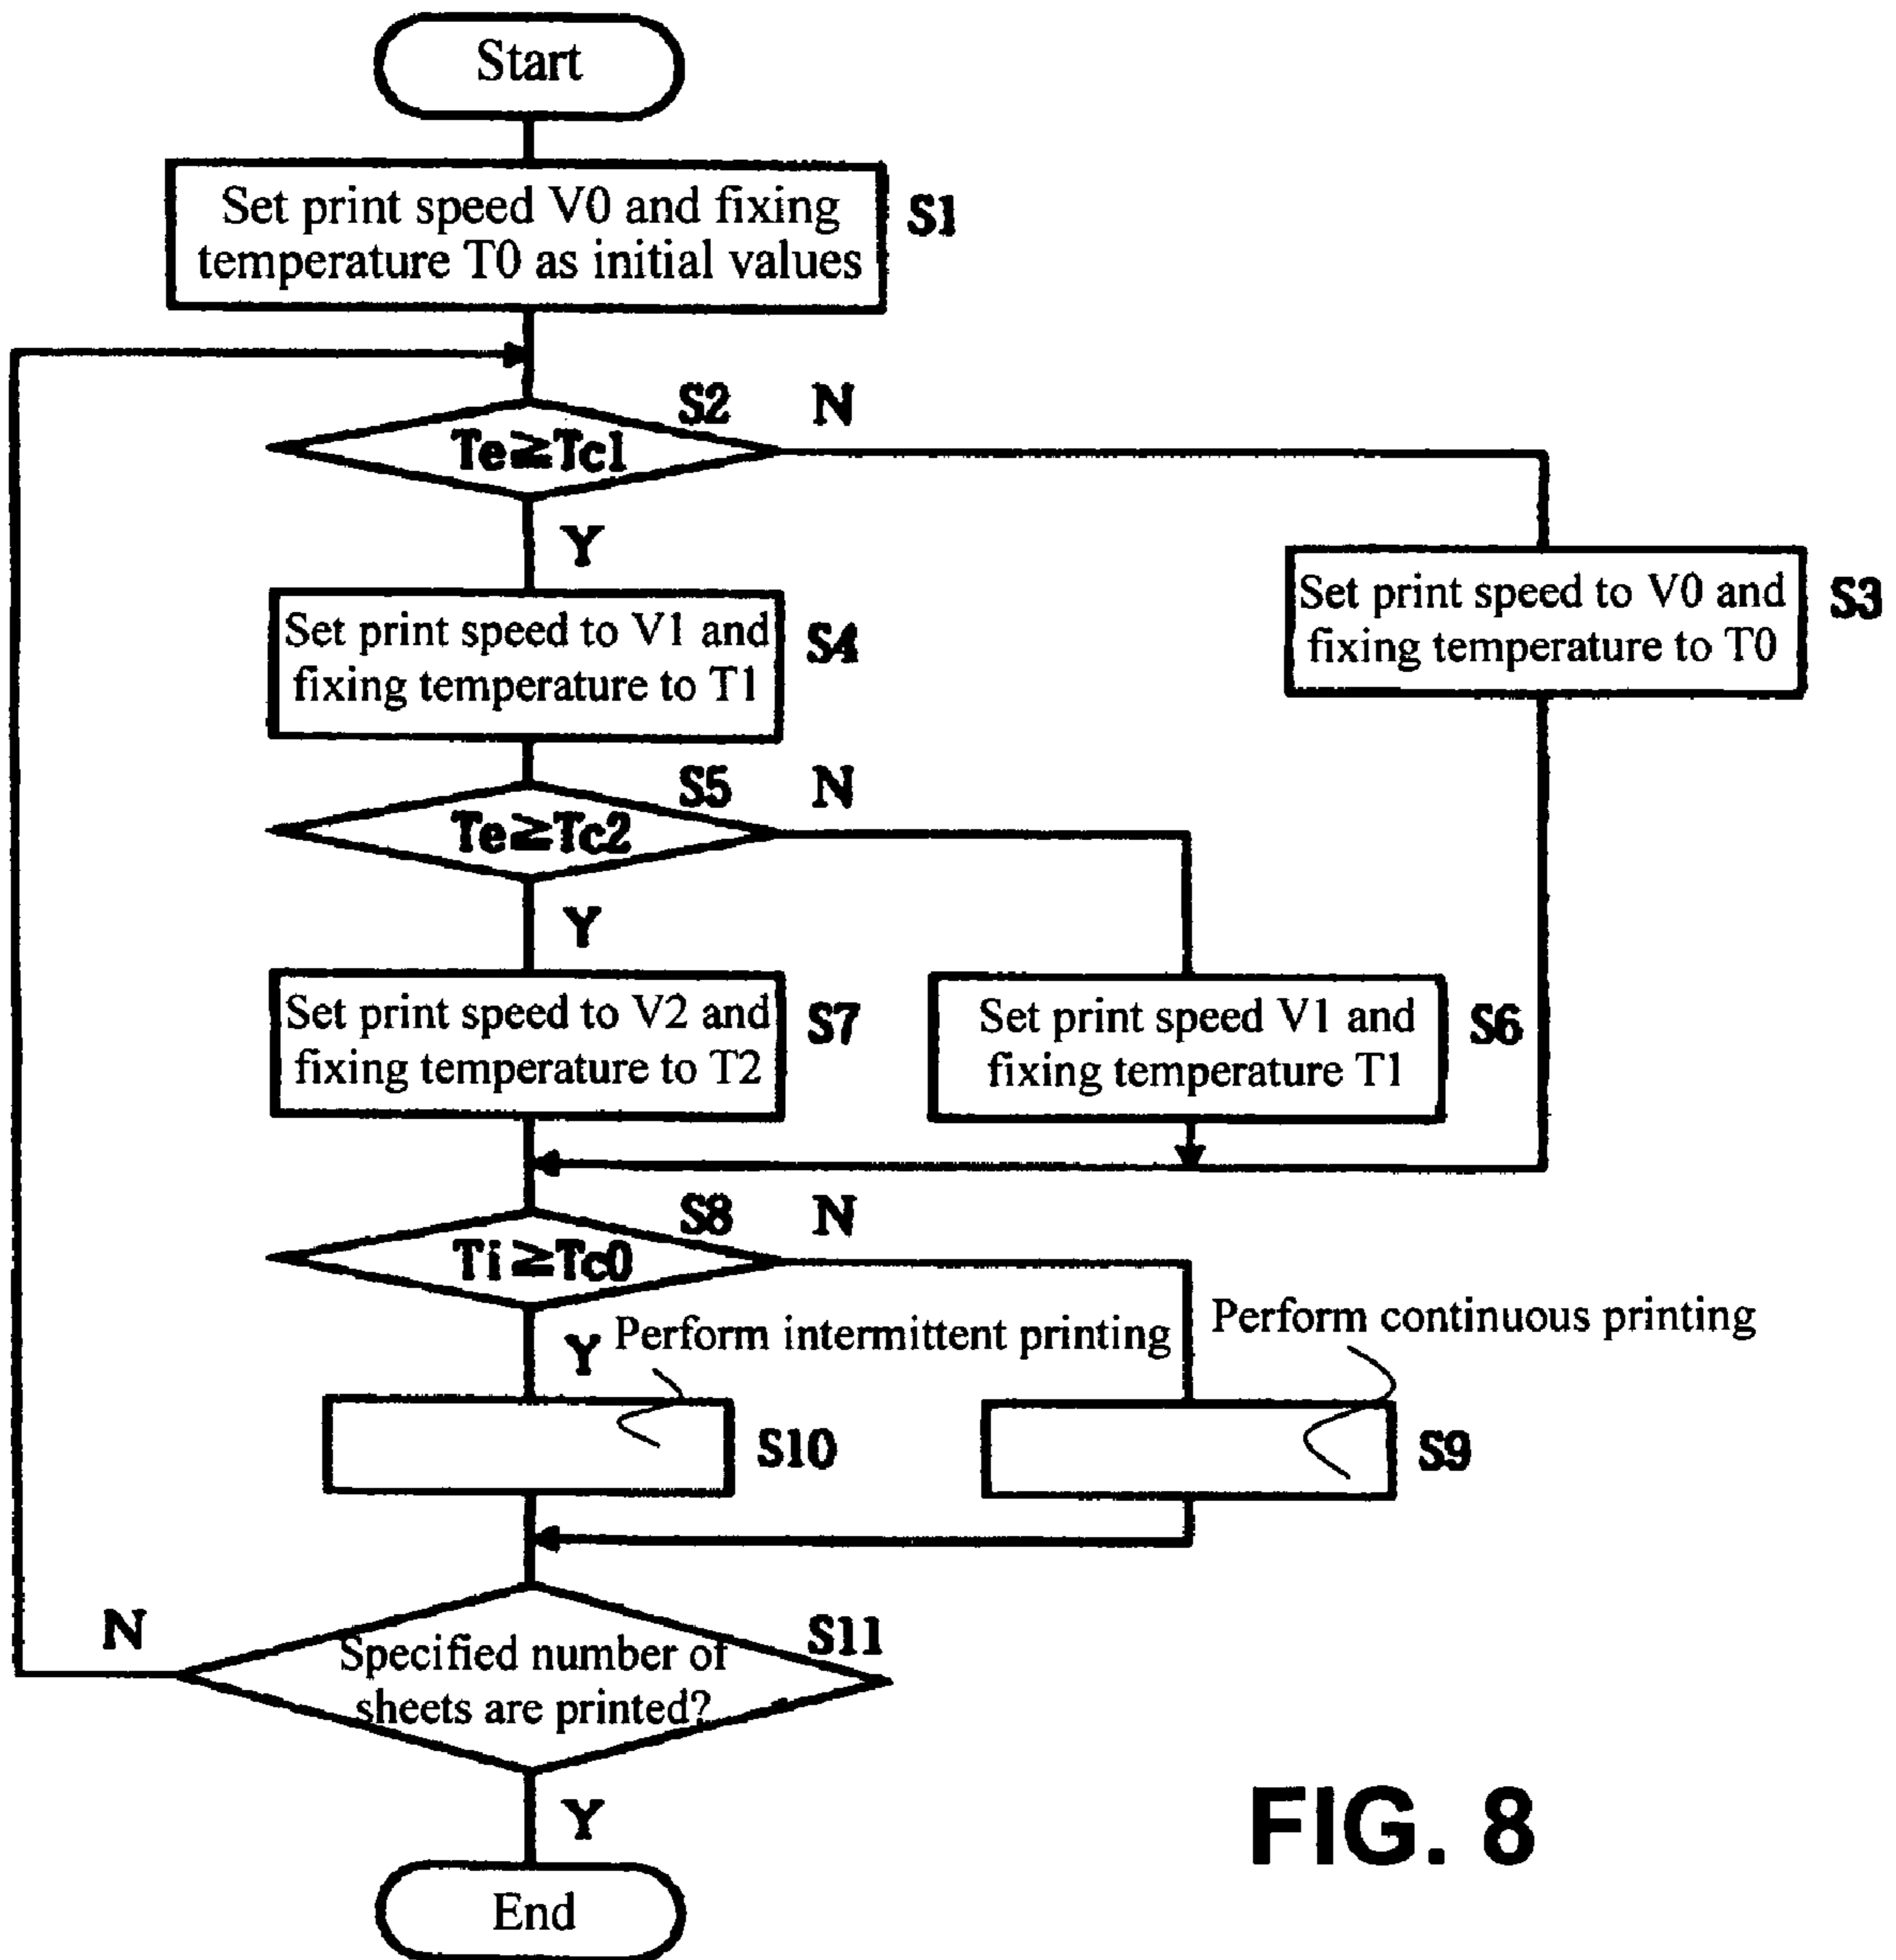 Start
Set print speed V0 and fixing
temperature T0 as initial values
S1
S2
N
Te≥Tc1
Y
Set print speed to V0 and
fixing temperature to T0
S3
Set print speed to V1 and
fixing temperature to T1
S4
S5
N
Te≥Tc2
Y
Set print speed to V2 and
fixing temperature to T2
S7
Set print speed V1 and
fixing temperature T1
S6
S8
N
Ti≥Tc0
Y
Perform intermittent printing
Perform continuous printing
S10
S9
N
Specified number of
sheets are printed?
S11
Y
End
FIG. 8